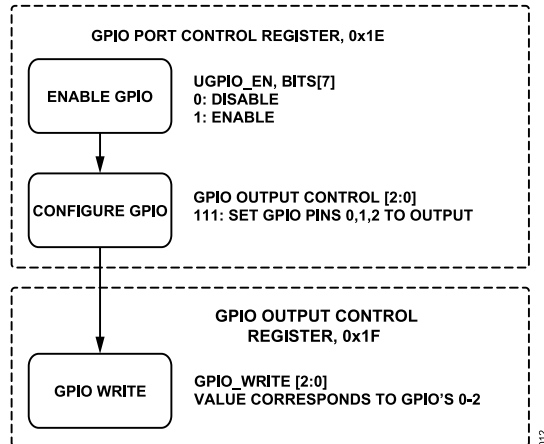 GPIO PORT CONTROL REGISTER, 0x1E
ENABLE GPIO
UGPIO_EN, BITS[7]
0: DISABLE
1: ENABLE
CONFIGURE GPIO
GPIO OUTPUT CONTROL [2:0]
111: SET GPIO PINS 0,1,2 TO OUTPUT
GPIO OUTPUT CONTROL
REGISTER, 0x1F
GPIO WRITE
GPIO_WRITE [2:0]
VALUE CORRESPONDS TO GPIO'S 0-2